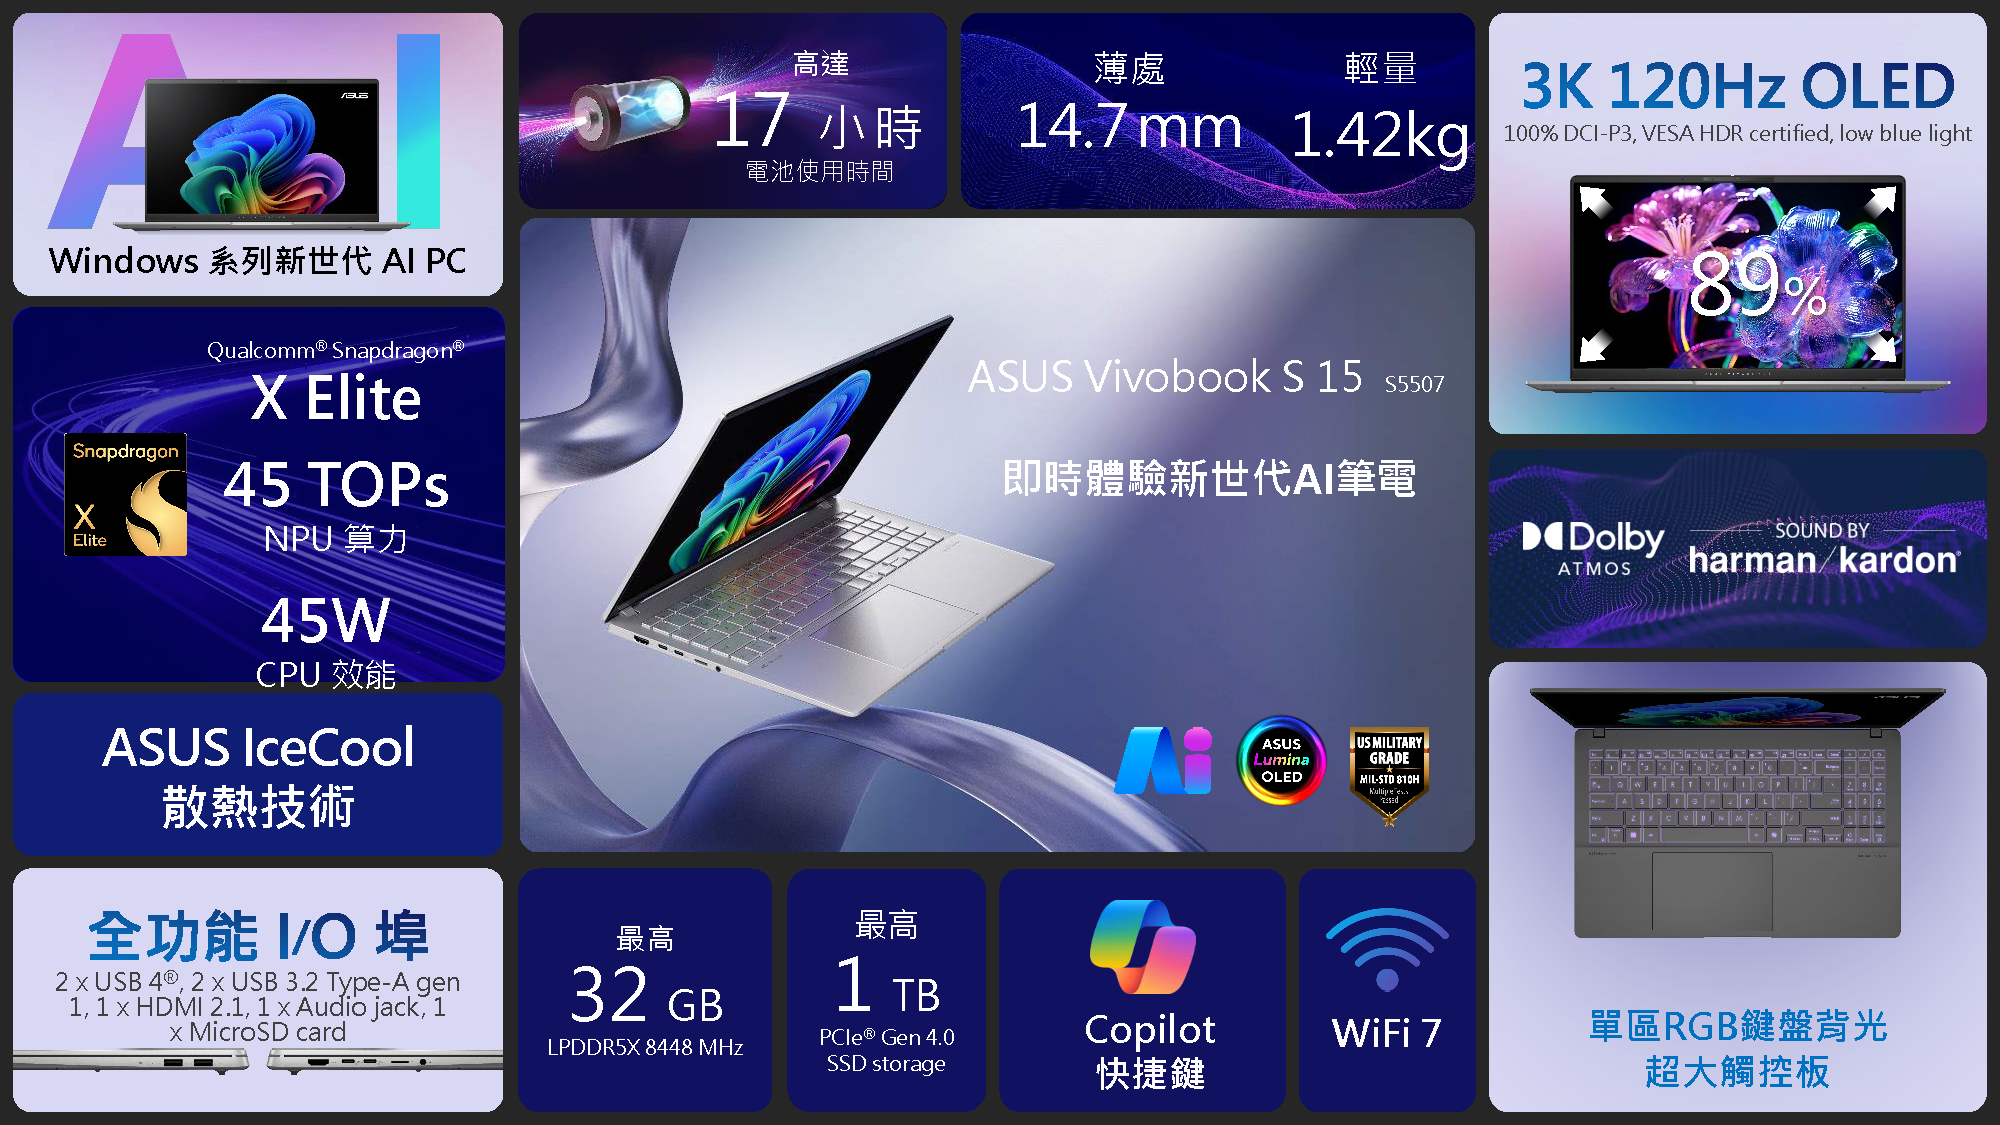 AI
ASUS
Windows 系列新世代 AI PC
高達
17 小時
電池使用時間
薄處
14.7mm
輕量
1.42kg
3K 120Hz OLED
100% DCI-P3, VESA HDR certified, low blue light
89%
Qualcomm® Snapdragon®
X Elite
Snapdragon
X
Elite
45 TOPs
NPU 算力
45W
CPU 效能
ASUS Vivobook S 15 S5507
即時體驗新世代AI筆電
Ai
ASUS
Lumina
OLED
US MILITARY
GRADE
MIL-STD 810H
Multiple Tests
Passed
Dolby
ATMOS
SOUND BY
harman/kardon®
ASUS IceCool
散熱技術
全功能 I/O 埠
2 x USB 4®, 2 x USB 3.2 Type-A gen
1, 1 x HDMI 2.1, 1 x Audio jack, 1
x MicroSD card
最高
32 GB
LPDDR5X 8448 MHz
最高
1 TB
PCIe® Gen 4.0
SSD storage
Copilot
快捷鍵
WiFi 7
單區RGB鍵盤背光
超大觸控板